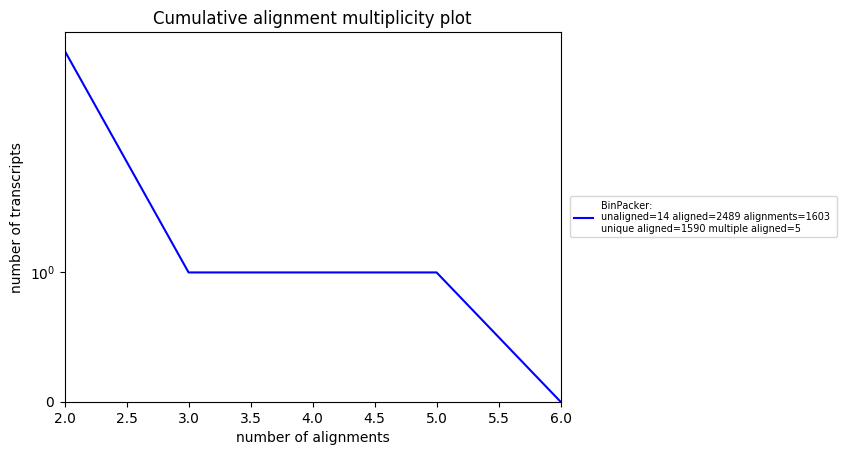 Cumulative alignment multiplicity plot
number of transcripts
10⁰
0
2.0 2.5 3.0 3.5 4.0 4.5 5.0 5.5 6.0
number of alignments
BinPacker:
unaligned=14 aligned=2489 alignments=1603
unique aligned=1590 multiple aligned=5